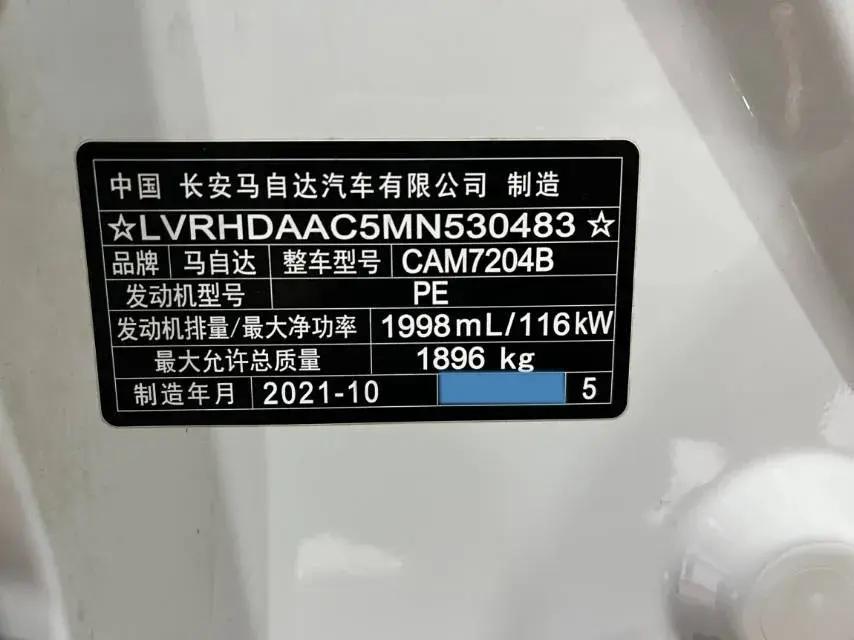 中国 长安马自达汽车有限公司 制造
☆LVRHDAAC5MN530483☆
品牌 马自达 整车型号 CAM7204B
发动机型号 PE
发动机排量/最大净功率 1998mL/116kW
最大允许总质量 1896 kg
制造年月 2021-10 5